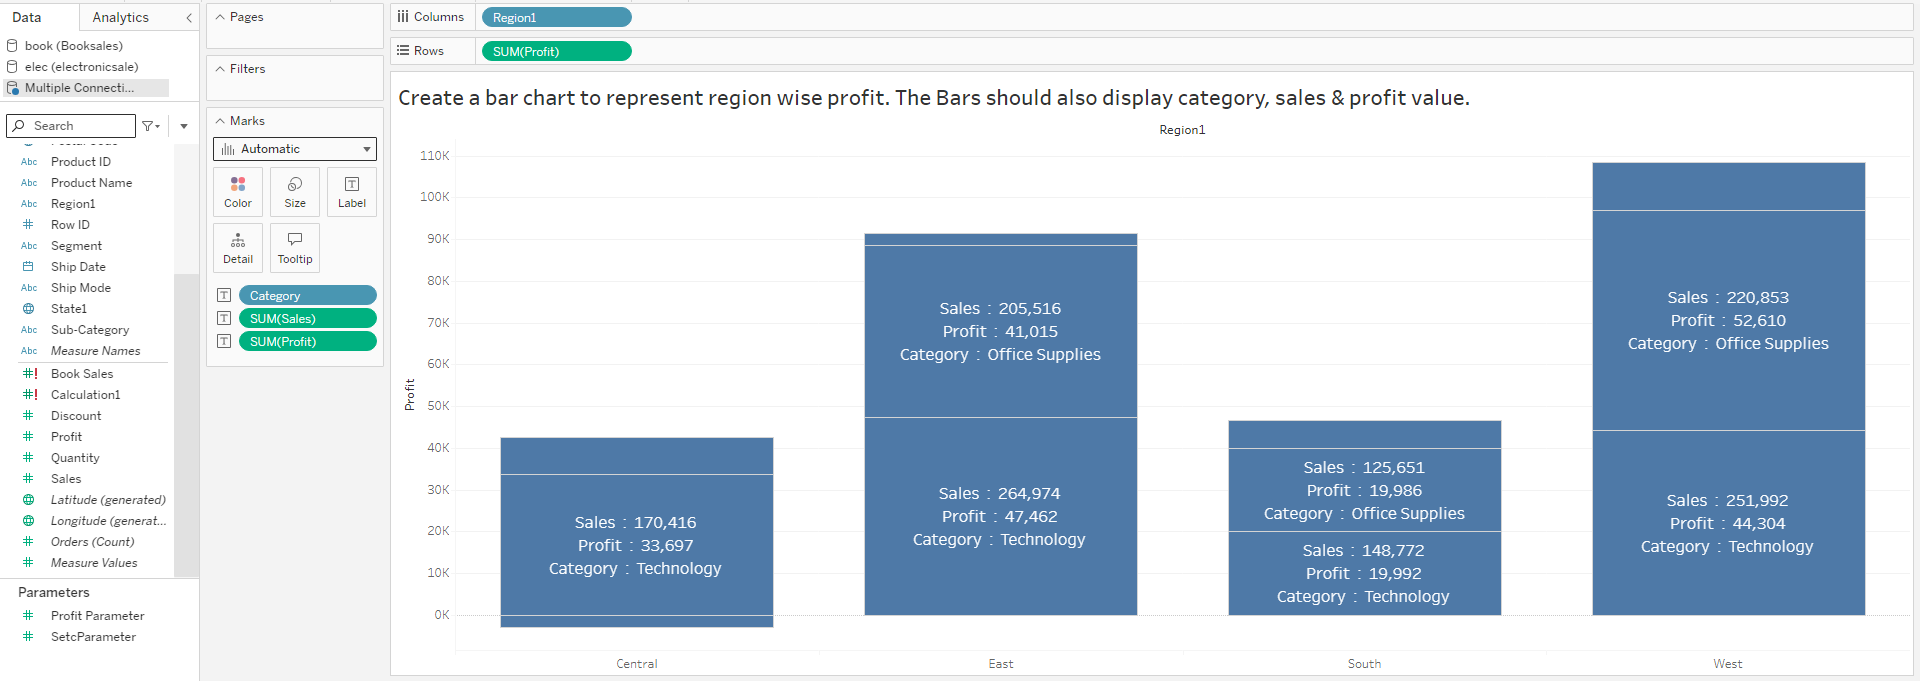 Data
Analytics
book (Booksales)
elec (electronicsale)
Multiple Connecti...
Search
Product ID
Abc
Product Name
Abc
Region1
Abc
Row ID
Segment
Abc
Ship Date
Ship Mode
Abc
State1
Sub-Category
Abc
Measure Names
Abc
Book Sales
Calculation1
Discount
Profit
Quantity
Sales
Latitude (generated)
Longitude (generat...
Orders (Count)
Measure Values
Parameters
Profit Parameter
SetcParameter
Pages
Filters
Marks
Automatic
Color
Size
Label
Detail
Tooltip
Category
SUM(Sales)
SUM(Profit)
Columns
Region1
Rows
SUM(Profit)
Create a bar chart to represent region wise profit. The Bars should also display category, sales & profit value.
Region1
Profit
110K
100K
90K
80K
70K
60K
50K
40K
30K
20K
10K
0K
Sales : 170,416
Profit : 33,697
Category : Technology
Sales : 205,516
Profit : 41,015
Category : Office Supplies
Sales : 264,974
Profit : 47,462
Category : Technology
Sales : 125,651
Profit : 19,986
Category : Office Supplies
Sales : 148,772
Profit : 19,992
Category : Technology
Sales : 220,853
Profit : 52,610
Category : Office Supplies
Sales : 251,992
Profit : 44,304
Category : Technology
Central
East
South
West